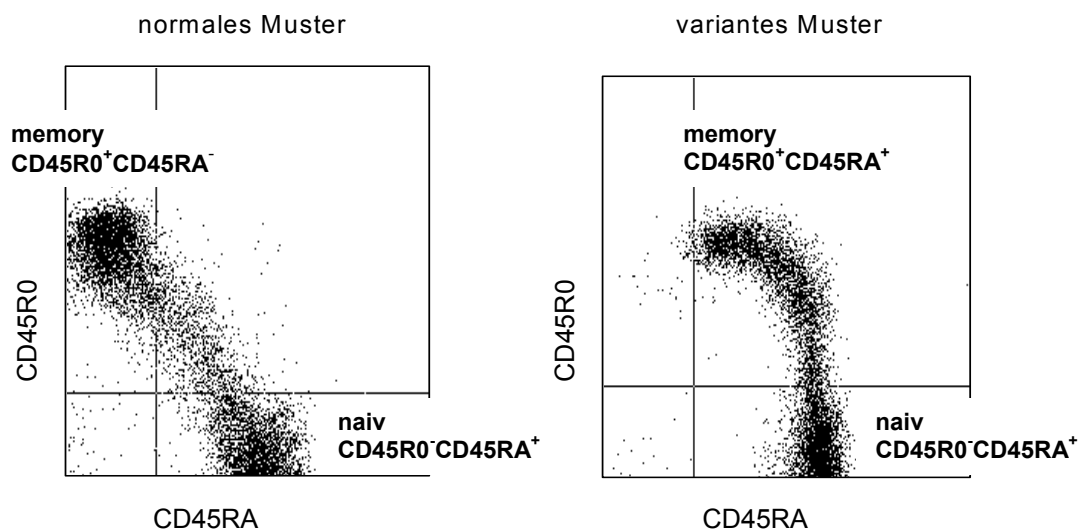 normales Muster
memory
CD45R0⁺CD45RA⁻
naiv
CD45R0⁻CD45RA⁺
CD45R0
CD45RA
variantes Muster
memory
CD45R0⁺CD45RA⁺
naiv
CD45R0⁻CD45RA⁺
CD45R0
CD45RA